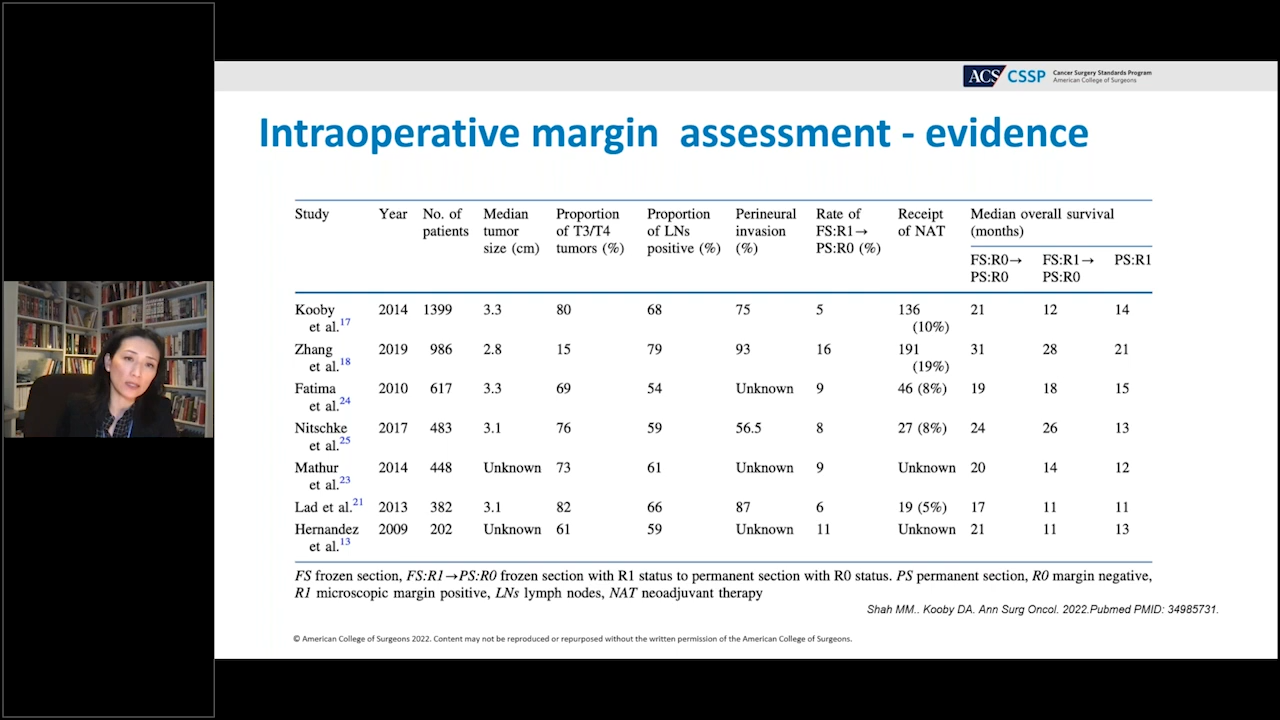 ACS CSSP Cancer Surgery Standards Program
American College of Surgeons
Intraoperative margin assessment - evidence
Study Year No. of patients Median tumor size (cm) Proportion of T3/T4 tumors (%) Proportion of LNs positive (%) Perineural invasion (%) Rate of FS:R1→ PS:R0 (%) Receipt of NAT Median overall survival (months)
FS:R0→ PS:R0 FS:R1→ PS:R0 PS:R1
Kooby et al.17 2014 1399 3.3 80 68 75 5 136 (10%) 21 12 14
Zhang et al.18 2019 986 2.8 15 79 93 16 191 (19%) 31 28 21
Fatima et al.24 2010 617 3.3 69 54 Unknown 9 46 (8%) 19 18 15
Nitschke et al.25 2017 483 3.1 76 59 56.5 8 27 (8%) 24 26 13
Mathur et al.23 2014 448 Unknown 73 61 Unknown 9 Unknown 20 14 12
Lad et al.21 2013 382 3.1 82 66 87 6 19 (5%) 17 11 11
Hernandez et al.13 2009 202 Unknown 61 59 Unknown 11 Unknown 21 11 13
FS frozen section, FS:R1→PS:R0 frozen section with R1 status to permanent section with R0 status. PS permanent section, R0 margin negative,
R1 microscopic margin positive, LNs lymph nodes, NAT neoadjuvant therapy
Shah MM.. Kooby DA. Ann Surg Oncol. 2022.Pubmed PMID: 34985731.
© American College of Surgeons 2022. Content may not be reproduced or repurposed without the written permission of the American College of Surgeons.